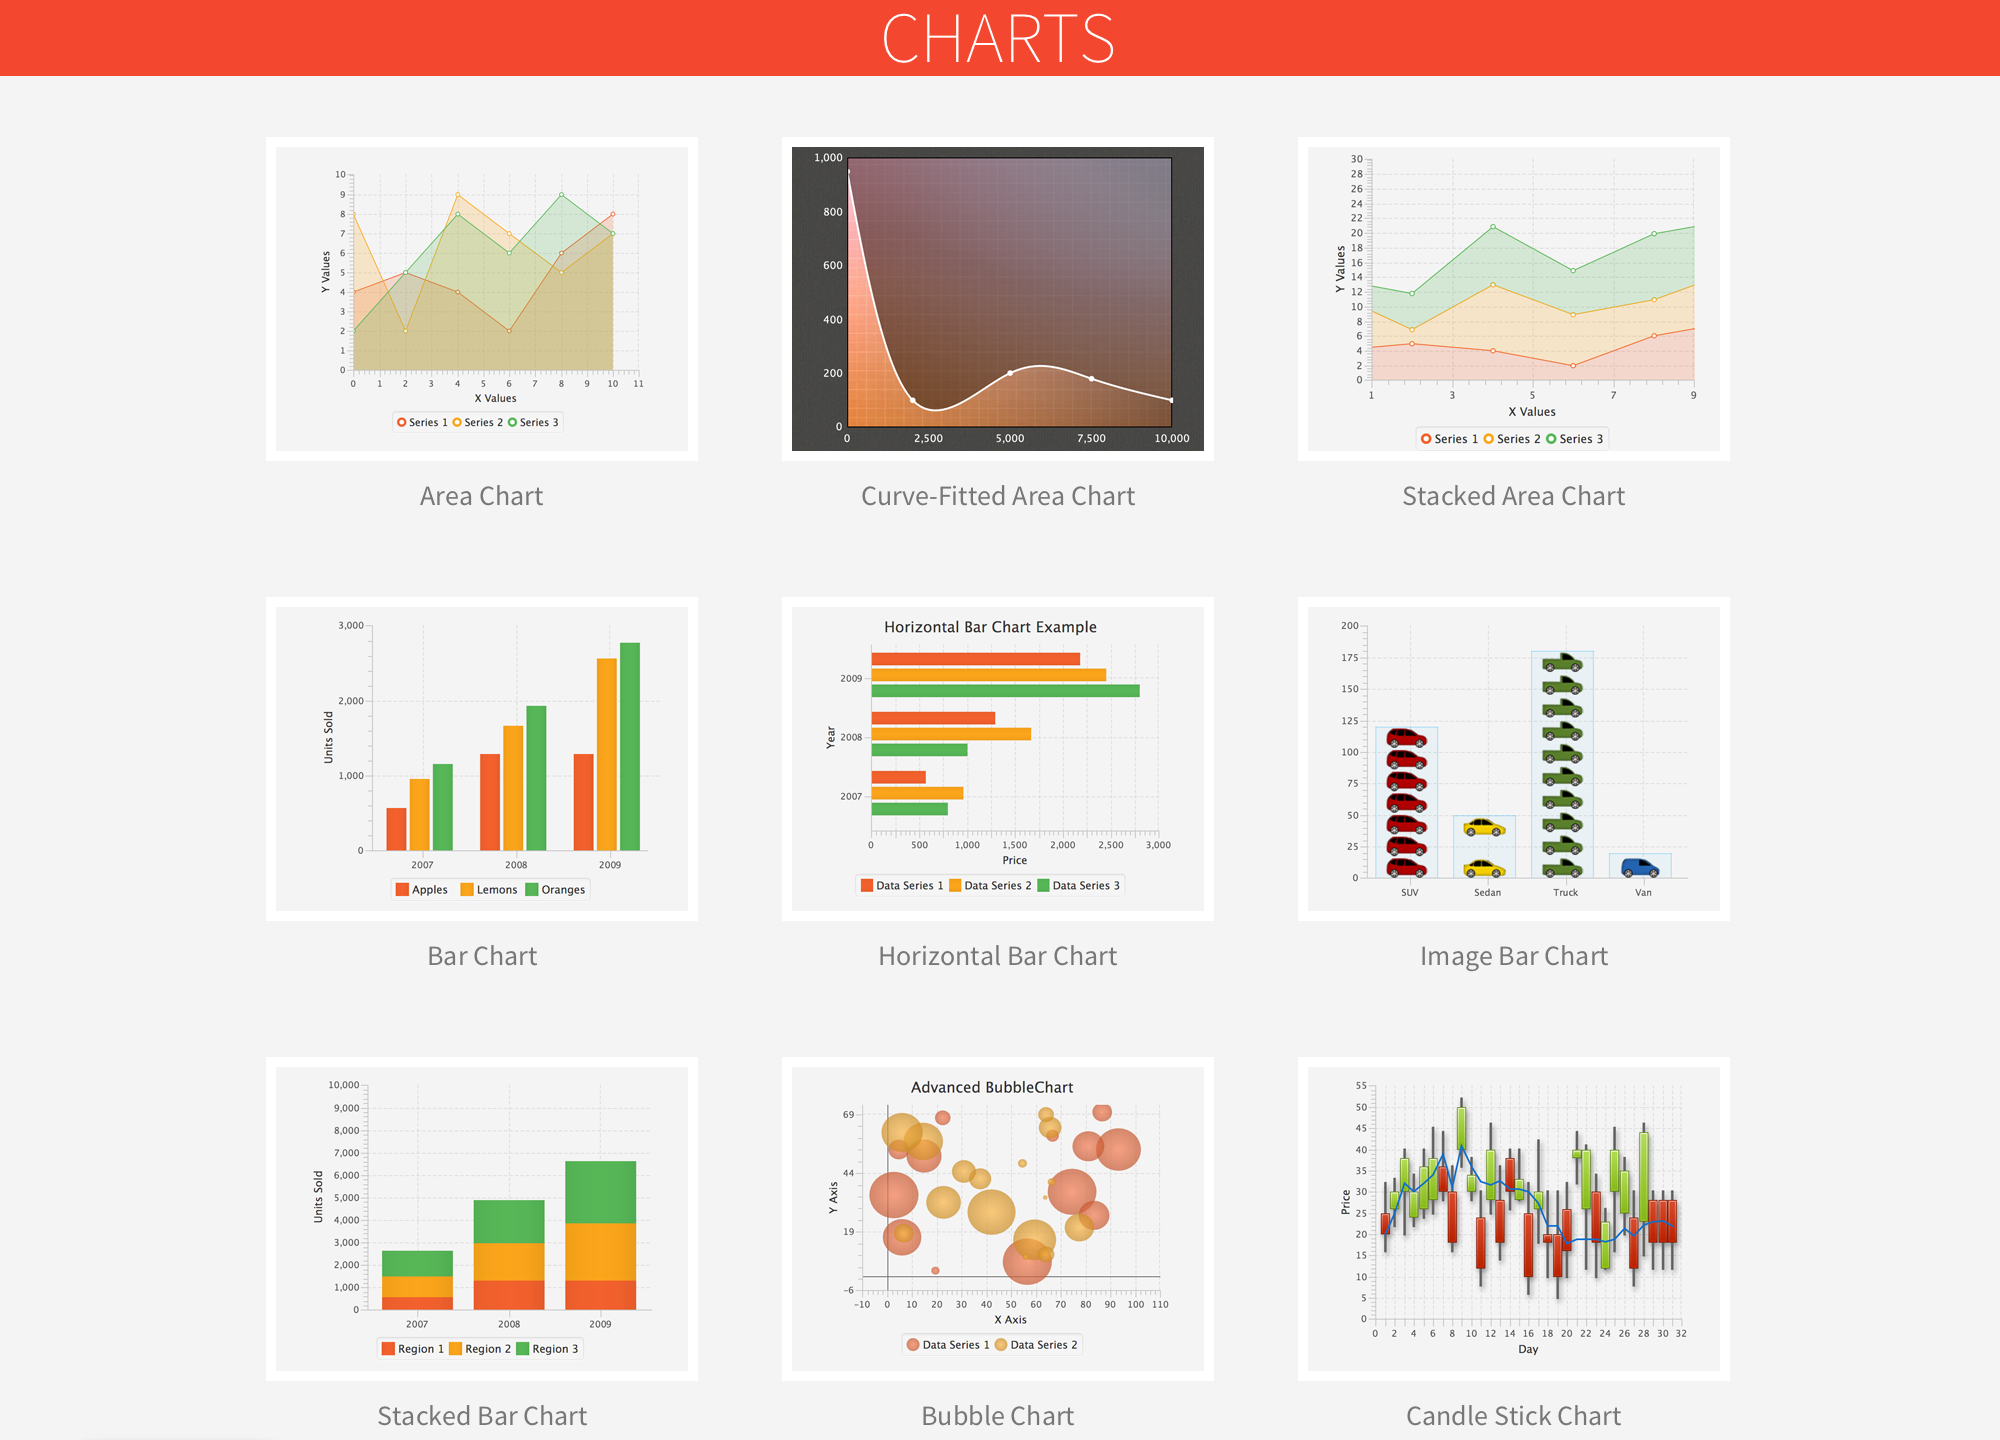 CHARTS
10
9
8
7
6
5
4
3
2
1
0
Y Values
0 1 2 3 4 5 6 7 8 9 10 11
X Values
Series 1 Series 2 Series 3
Area Chart
1,000
800
600
400
200
0
0 2,500 5,000 7,500 10,000
Curve-Fitted Area Chart
30
28
26
24
22
20
18
16
14
12
10
8
6
4
2
0
Y Values
1 3 5 7 9
X Values
Series 1 Series 2 Series 3
Stacked Area Chart
3,000
2,000
1,000
0
Units Sold
2007 2008 2009
Apples Lemons Oranges
Bar Chart
Horizontal Bar Chart Example
2009
2008
2007
Year
0 500 1,000 1,500 2,000 2,500 3,000
Price
Data Series 1 Data Series 2 Data Series 3
Horizontal Bar Chart
200
175
150
125
100
75
50
25
0
SUV Sedan Truck Van
Image Bar Chart
10,000
9,000
8,000
7,000
6,000
5,000
4,000
3,000
2,000
1,000
0
Units Sold
2007 2008 2009
Region 1 Region 2 Region 3
Stacked Bar Chart
Advanced BubbleChart
69
44
19
-6
Y Axis
-10 0 10 20 30 40 50 60 70 80 90 100 110
X Axis
Data Series 1 Data Series 2
Bubble Chart
55
50
45
40
35
30
25
20
15
10
5
0
Price
0 2 4 6 8 10 12 14 16 18 20 22 24 26 28 30 32
Day
Candle Stick Chart